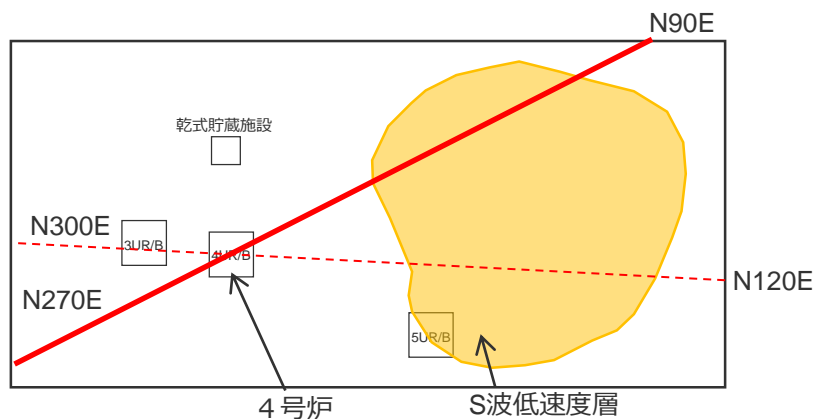 N90E
乾式貯蔵施設
N300E
3UR/B
4UR/B
N120E
N270E
5UR/B
４号炉
S波低速度層